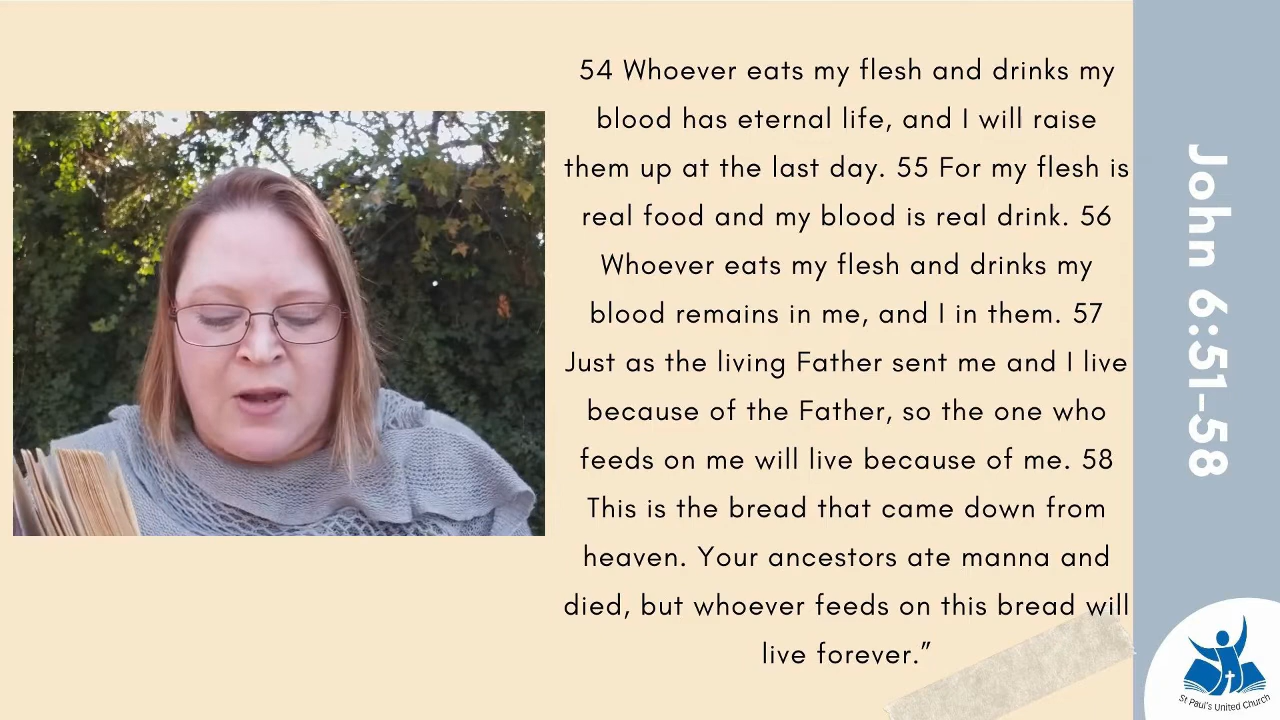 54 Whoever eats my flesh and drinks my
blood has eternal life, and I will raise
them up at the last day. 55 For my flesh is
real food and my blood is real drink. 56
Whoever eats my flesh and drinks my
blood remains in me, and I in them. 57
Just as the living Father sent me and I live
because of the Father, so the one who
feeds on me will live because of me. 58
This is the bread that came down from
heaven. Your ancestors ate manna and
died, but whoever feeds on this bread will
live forever.”
John 6:51-58
St Paul's United Church